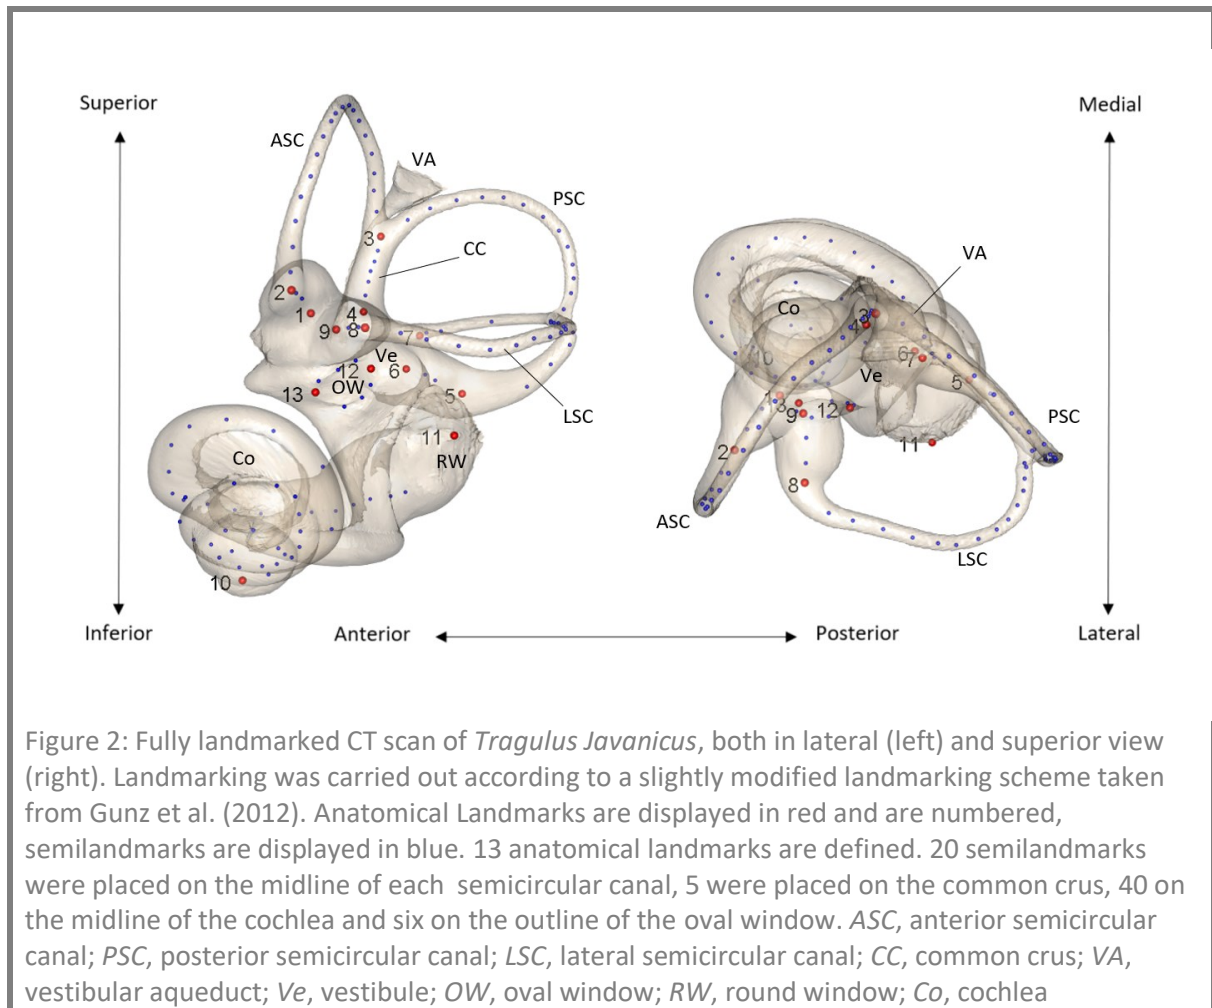 Superior
Medial
ASC
VA
PSC
3
CC
VA
2
1
4
9
8
7
Ve
12
6
OW
13
5
LSC
11
RW
Co
10
Inferior
Anterior
Posterior
Co
3
4
10
6
7
Ve
5
13
9
12
PSC
11
2
8
ASC
LSC
Lateral
Figure 2: Fully landmarked CT scan of Tragulus Javanicus, both in lateral (left) and superior view
(right). Landmarking was carried out according to a slightly modified landmarking scheme taken
from Gunz et al. (2012). Anatomical Landmarks are displayed in red and are numbered,
semilandmarks are displayed in blue. 13 anatomical landmarks are defined. 20 semilandmarks
were placed on the midline of each semicircular canal, 5 were placed on the common crus, 40 on
the midline of the cochlea and six on the outline of the oval window. ASC, anterior semicircular
canal; PSC, posterior semicircular canal; LSC, lateral semicircular canal; CC, common crus; VA,
vestibular aqueduct; Ve, vestibule; OW, oval window; RW, round window; Co, cochlea